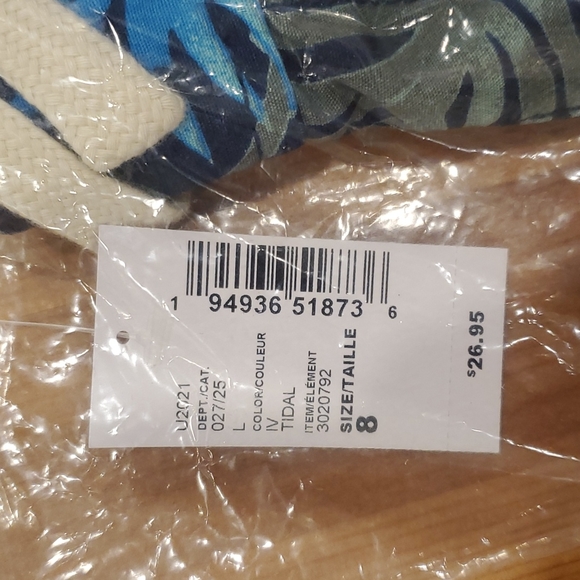 1 94936 51873 6
U2021
DEPT./CAT.
027/25
L
COLOR/COULEUR
IV
TIDAL
ITEM/ÉLÉMENT
3020792
SIZE/TAILLE
8
$26.95